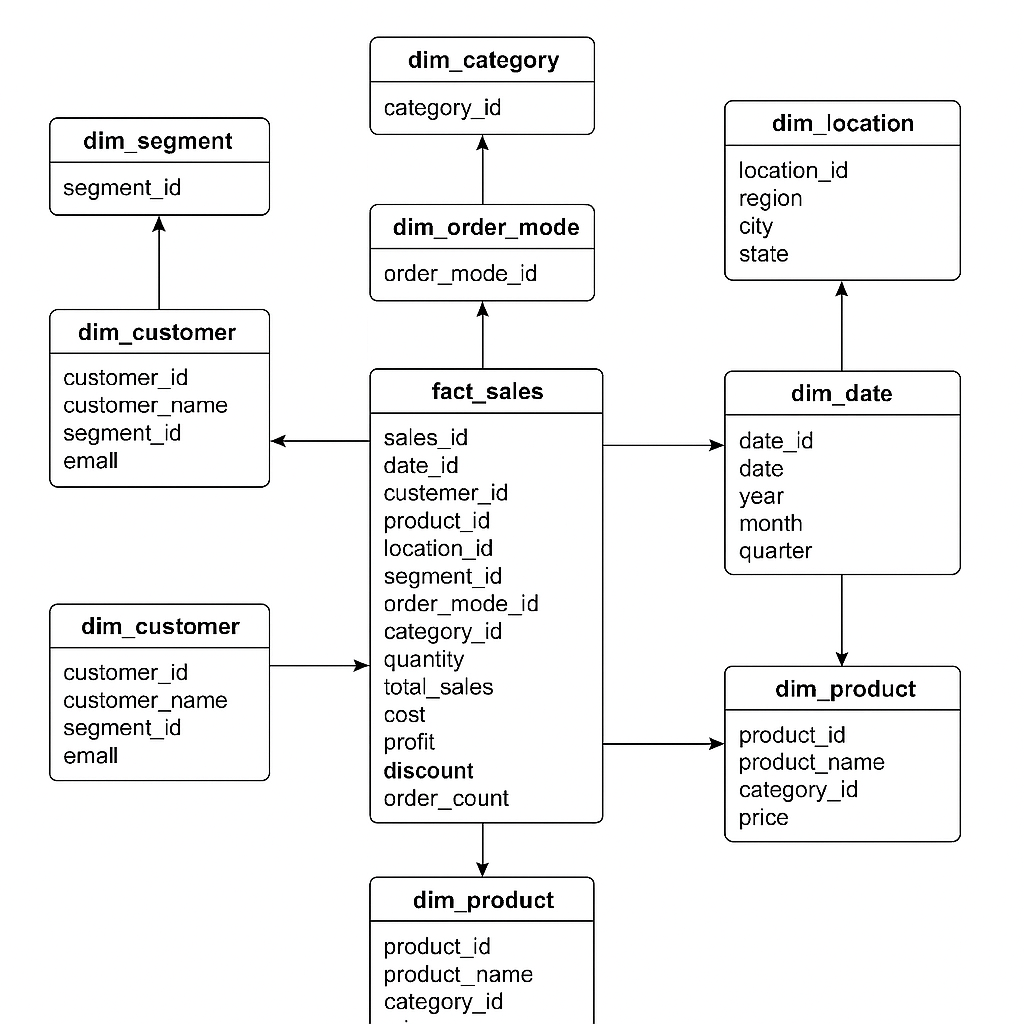 dim_category
category_id
dim_segment
segment_id
dim_location
location_id
region
city
state
dim_order_mode
order_mode_id
dim_customer
customer_id
customer_name
segment_id
emall
fact_sales
sales_id
date_id
custemer_id
product_id
location_id
segment_id
order_mode_id
category_id
quantity
total_sales
cost
profit
discount
order_count
dim_date
date_id
date
year
month
quarter
dim_customer
customer_id
customer_name
segment_id
emall
dim_product
product_id
product_name
category_id
price
dim_product
product_id
product_name
category_id